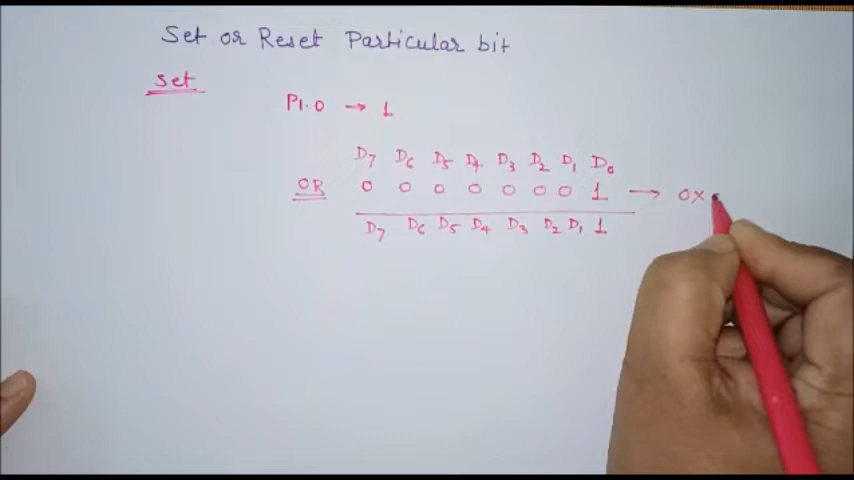 Set or Reset Particular bit
Set
P1.0 → 1
D7 D6 D5 D4 D3 D2 D1 D0
OR 0 0 0 0 0 0 0 1 → 0x
D7 D6 D5 D4 D3 D2 D1 1